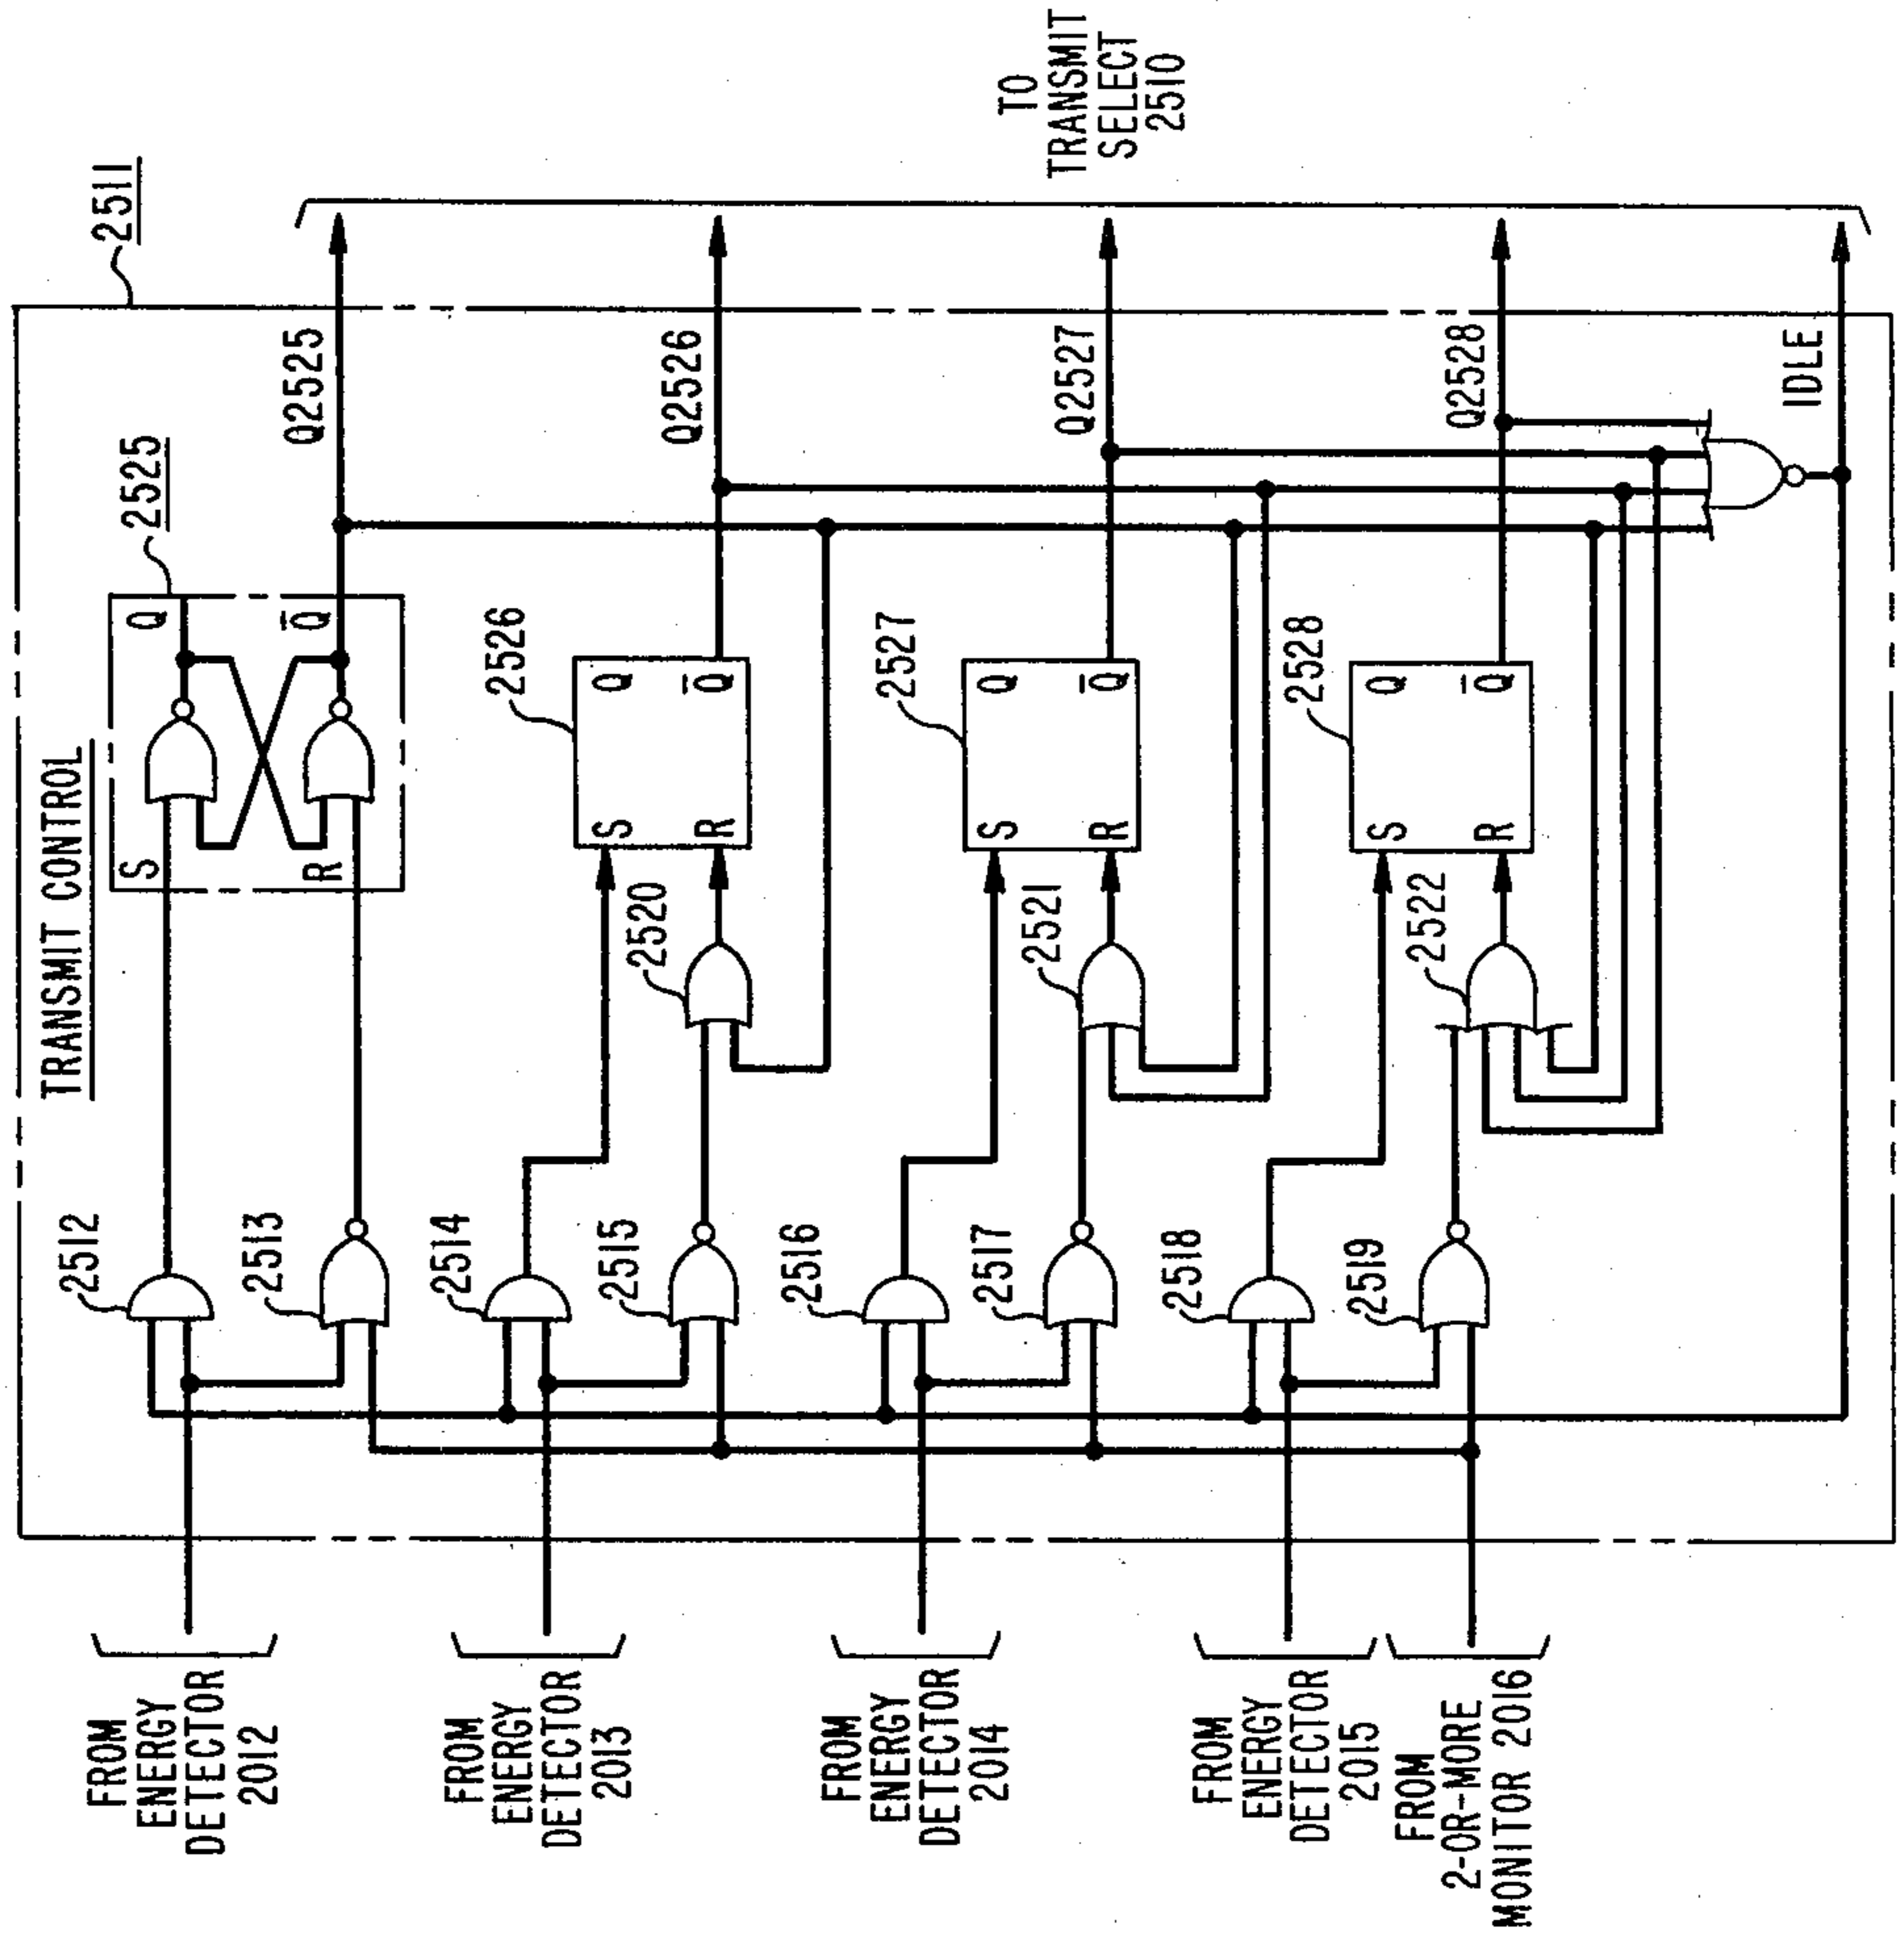 TRANSMIT CONTROL
2511
FROM
ENERGY
DETECTOR
2012
2512
2513
S
R
Q
Q̅
2525
Q2525
FROM
ENERGY
DETECTOR
2013
2514
2515
2520
2526
S
R
Q
Q̅
Q2526
FROM
ENERGY
DETECTOR
2014
2516
2517
2521
2527
S
R
Q
Q̅
Q2527
FROM
ENERGY
DETECTOR
2015
2518
2519
2522
2528
S
R
Q
Q̅
Q2528
FROM
2-OR-MORE
MONITOR 2016
IDLE
TO
TRANSMIT
SELECT
2510